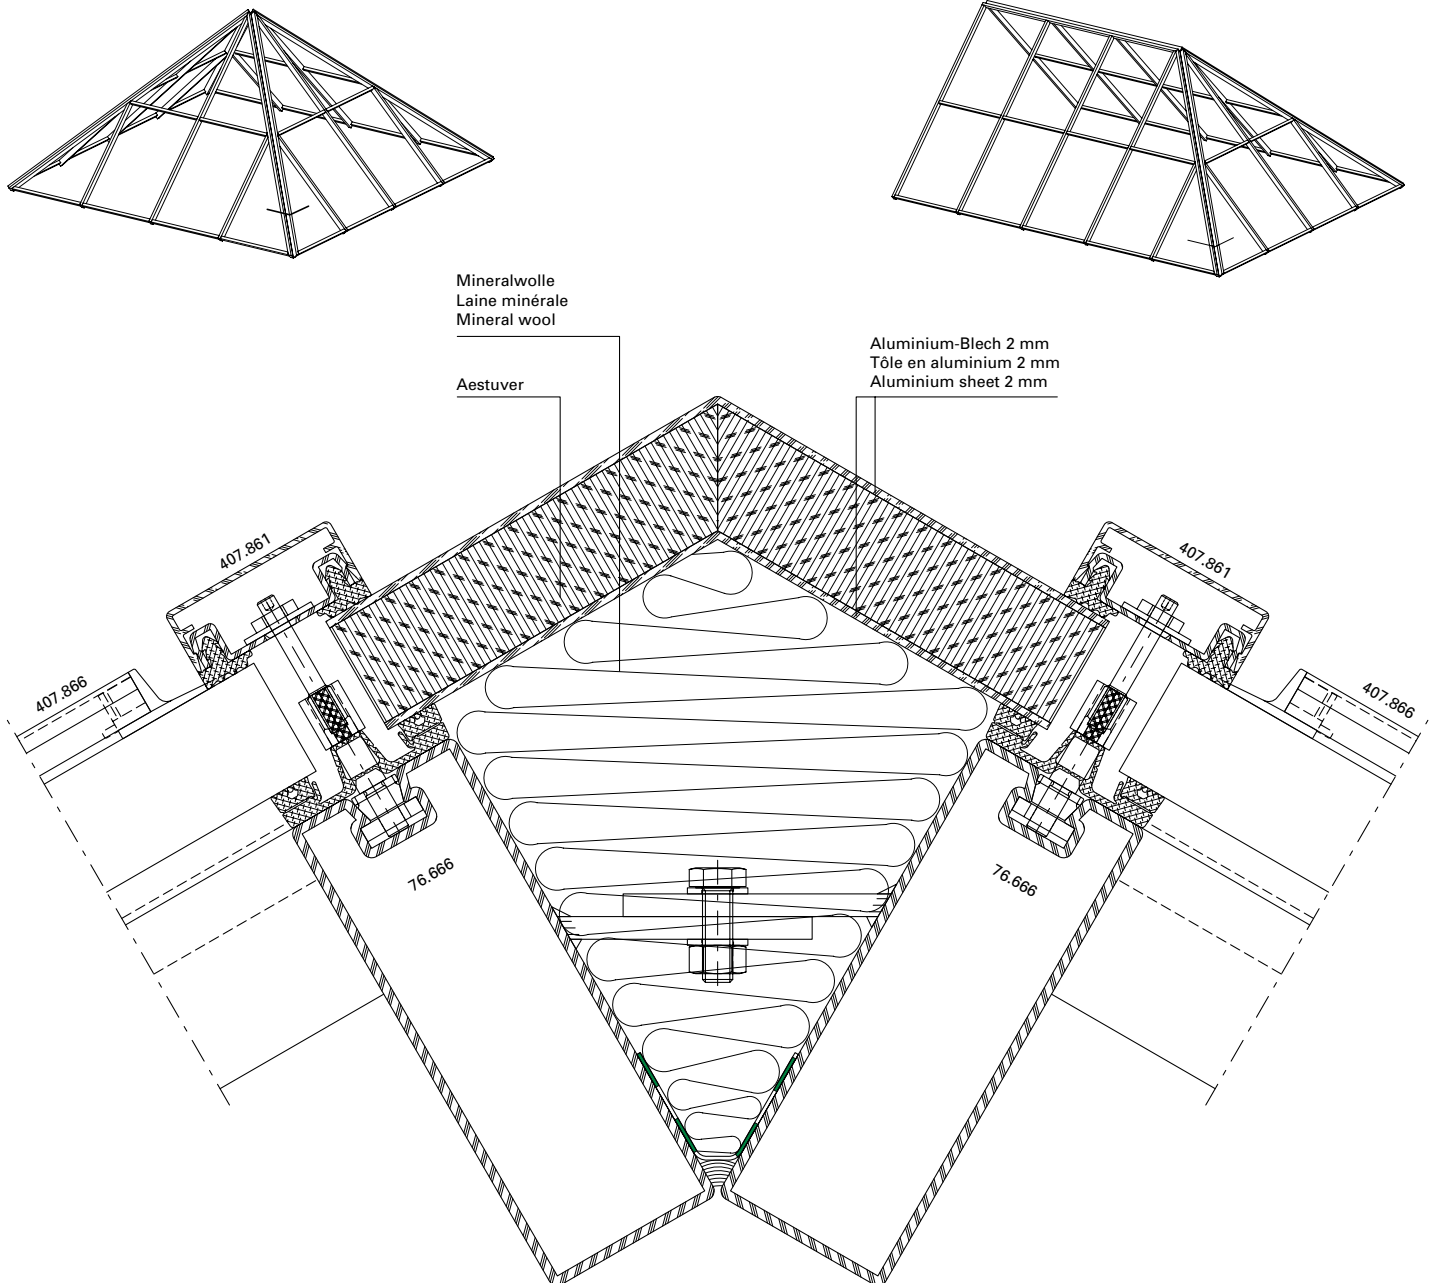 Mineralwolle
Laine minérale
Mineral wool
Aluminium-Blech 2 mm
Tôle en aluminium 2 mm
Aluminium sheet 2 mm
Aestuver
407.861
407.861
407.866
407.866
76.666
76.666